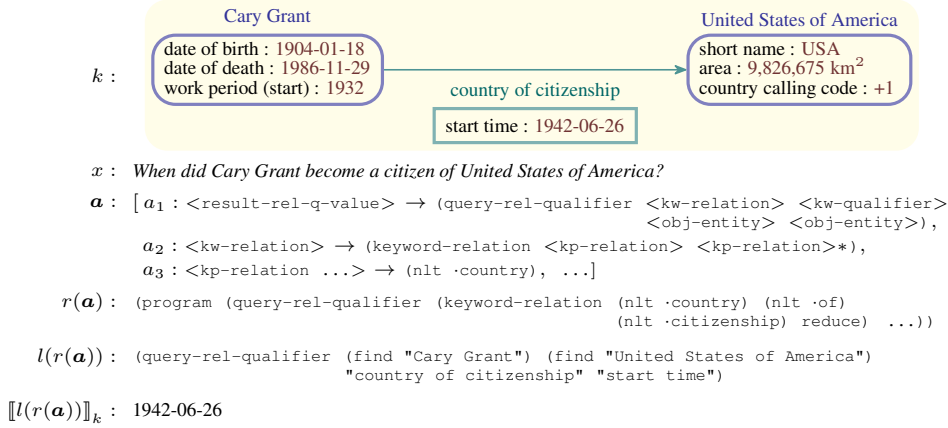 Cary Grant
United States of America
date of birth : 1904-01-18
date of death : 1986-11-29
work period (start) : 1932
short name : USA
area : 9,826,675 km²
country calling code : +1
k :
country of citizenship
start time : 1942-06-26
x : When did Cary Grant become a citizen of United States of America?
a : [ a₁ : <result-rel-q-value> → (query-rel-qualifier <kw-relation> <kw-qualifier>
<obj-entity> <obj-entity>),
a₂ : <kw-relation> → (keyword-relation <kp-relation> <kp-relation>*),
a₃ : <kp-relation ...> → (nlt ·country), ...]
r(a) : (program (query-rel-qualifier (keyword-relation (nlt ·country) (nlt ·of)
(nlt ·citizenship) reduce) ...))
l(r(a)) : (query-rel-qualifier (find "Cary Grant") (find "United States of America")
"country of citizenship" "start time")
⟦l(r(a))⟧ₖ : 1942-06-26